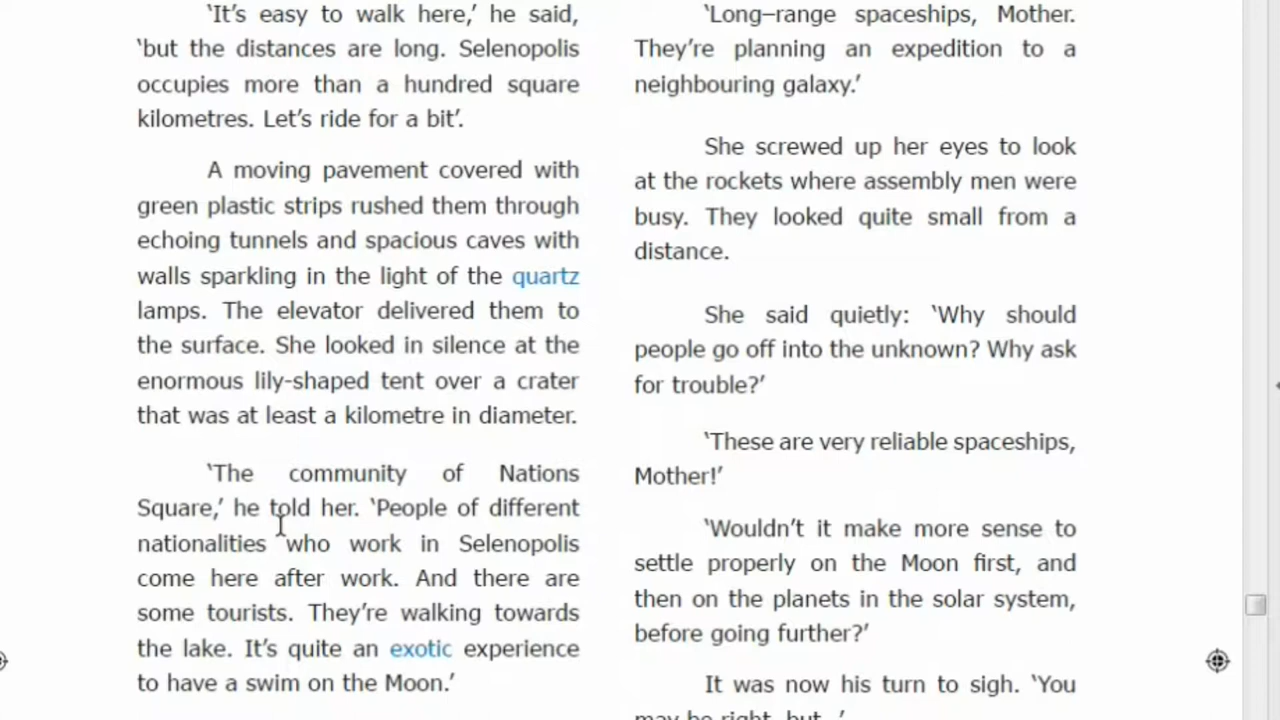 ‘It’s easy to walk here,’ he said,
‘but the distances are long. Selenopolis
occupies more than a hundred square
kilometres. Let’s ride for a bit’.
A moving pavement covered with
green plastic strips rushed them through
echoing tunnels and spacious caves with
walls sparkling in the light of the quartz
lamps. The elevator delivered them to
the surface. She looked in silence at the
enormous lily-shaped tent over a crater
that was at least a kilometre in diameter.
‘The community of Nations
Square,’ he told her. ‘People of different
nationalities who work in Selenopolis
come here after work. And there are
some tourists. They’re walking towards
the lake. It’s quite an exotic experience
to have a swim on the Moon.’
‘Long–range spaceships, Mother.
They’re planning an expedition to a
neighbouring galaxy.’
She screwed up her eyes to look
at the rockets where assembly men were
busy. They looked quite small from a
distance.
She said quietly: ‘Why should
people go off into the unknown? Why ask
for trouble?’
‘These are very reliable spaceships,
Mother!’
‘Wouldn’t it make more sense to
settle properly on the Moon first, and
then on the planets in the solar system,
before going further?’
It was now his turn to sigh. ‘You
may be right, but...’